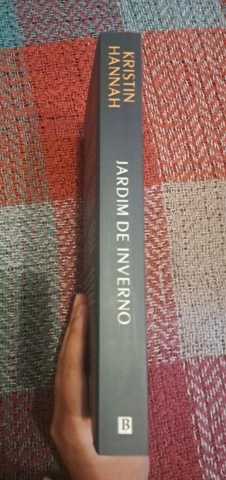 KRISTIN
HANNAH
JARDIM DE INVERNO
B